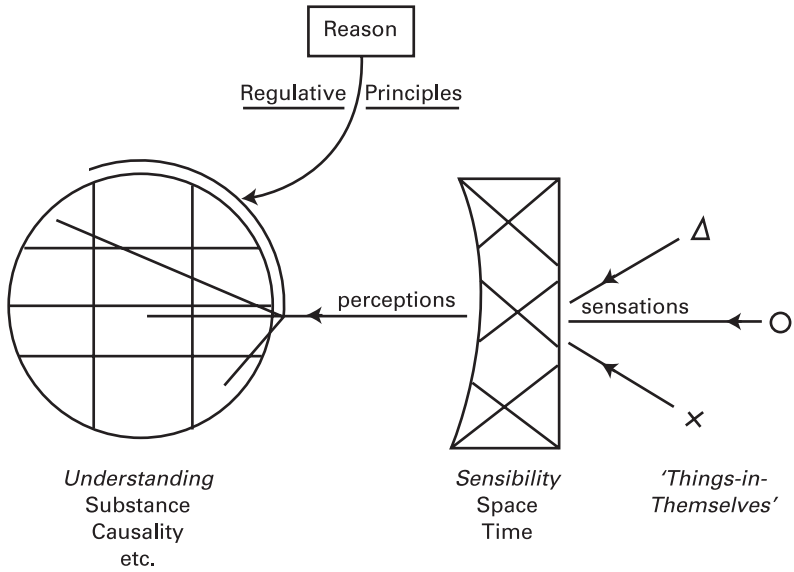 Reason
Regulative Principles
perceptions
sensations
Δ
Understanding
Substance
Causality
etc.
Sensibility
Space
Time
‘Things-in-
Themselves’